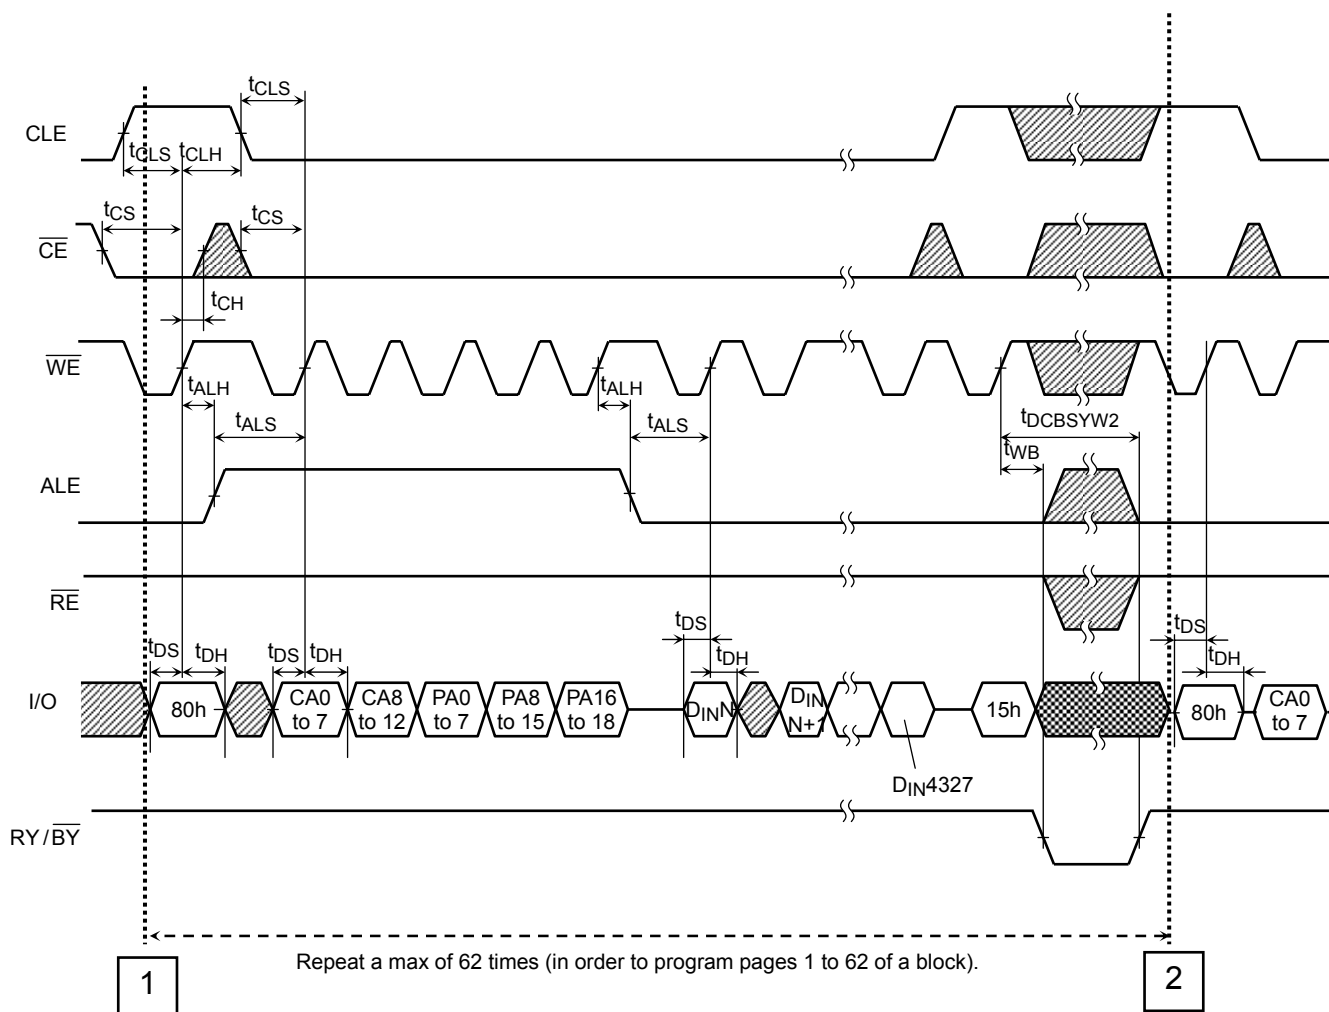 tCLS
CLE
tCLS tCLH
tCS tCS
CE
tCH
WE
tALH tALH
tALS tALS tDCBSYW2
tWB
ALE
RE
tDS tDH tDS tDH tDS tDH tDS tDH
I/O
80h
CA0 to 7
CA8 to 12
PA0 to 7
PA8 to 15
PA16 to 18
DINN
DIN N+1
15h
80h
CA0 to 7
DIN4327
RY/BY
Repeat a max of 62 times (in order to program pages 1 to 62 of a block).
1 2